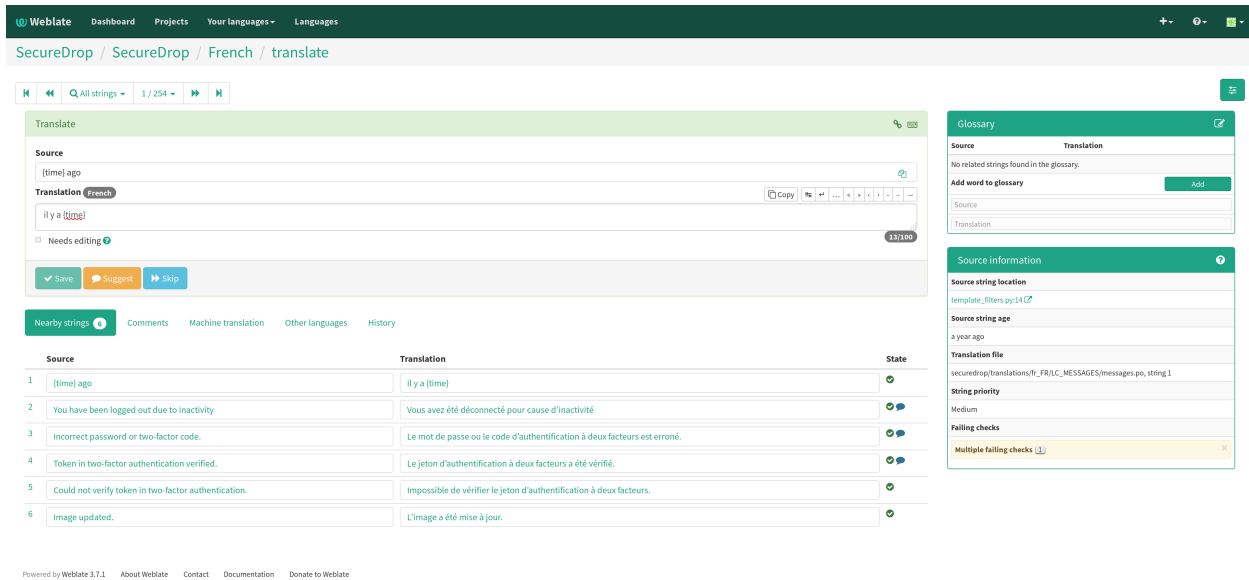 Weblate Dashboard Projects Your languages Languages
SecureDrop / SecureDrop / French / translate
All strings 1 / 254
Translate
Source
{time} ago
Translation French
Copy … « » ‹ › - – —
il y a {time}
Needs editing
13/100
Save Suggest Skip
Nearby strings 6 Comments Machine translation Other languages History
Source Translation State
1 {time} ago il y a {time}
2 You have been logged out due to inactivity Vous avez été déconnecté pour cause d'inactivité
3 Incorrect password or two-factor code. Le mot de passe ou le code d'authentification à deux facteurs est erroné.
4 Token in two-factor authentication verified. Le jeton d'authentification à deux facteurs a été vérifié.
5 Could not verify token in two-factor authentication. Impossible de vérifier le jeton d'authentification à deux facteurs.
6 Image updated. L'image a été mise à jour.
Glossary
Source Translation
No related strings found in the glossary.
Add word to glossary Add
Source
Translation
Source information
Source string location
template_filters.py:14
Source string age
a year ago
Translation file
securedrop/translations/fr_FR/LC_MESSAGES/messages.po, string 1
String priority
Medium
Failing checks
Multiple failing checks 1 ×
Powered by Weblate 3.7.1 About Weblate Contact Documentation Donate to Weblate